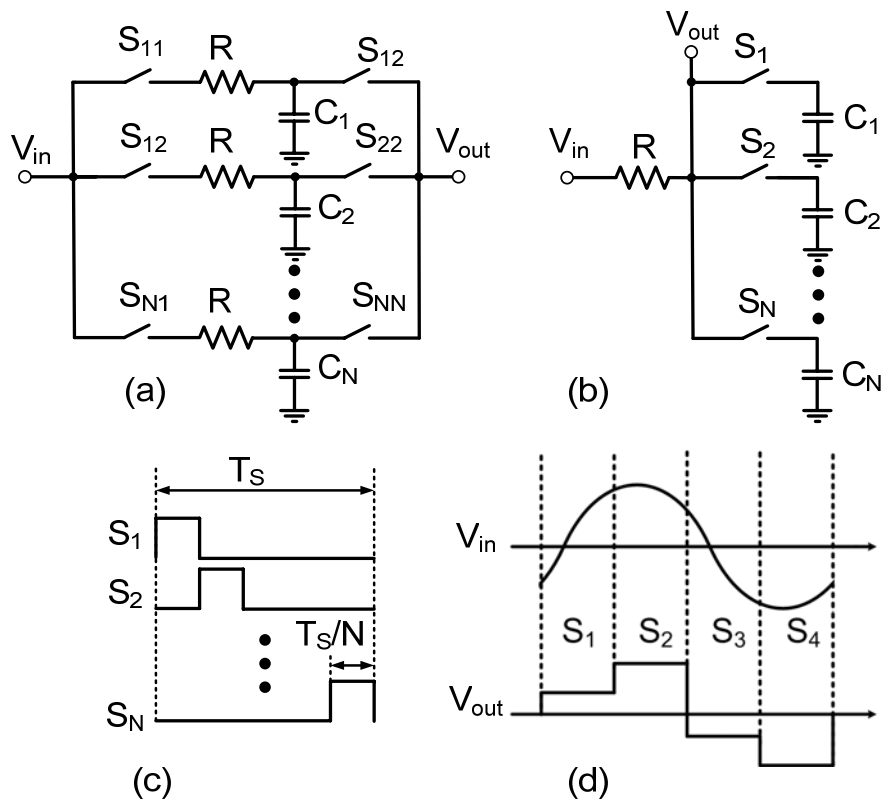 S11 R S12
C1
Vin S12 R S22 Vout
C2
SN1 R SNN
CN
(a)
Vout
S1
C1
Vin R S2
C2
SN
CN
(b)
TS
S1
S2
TS/N
SN
(c)
Vin
S1 S2 S3 S4
Vout
(d)